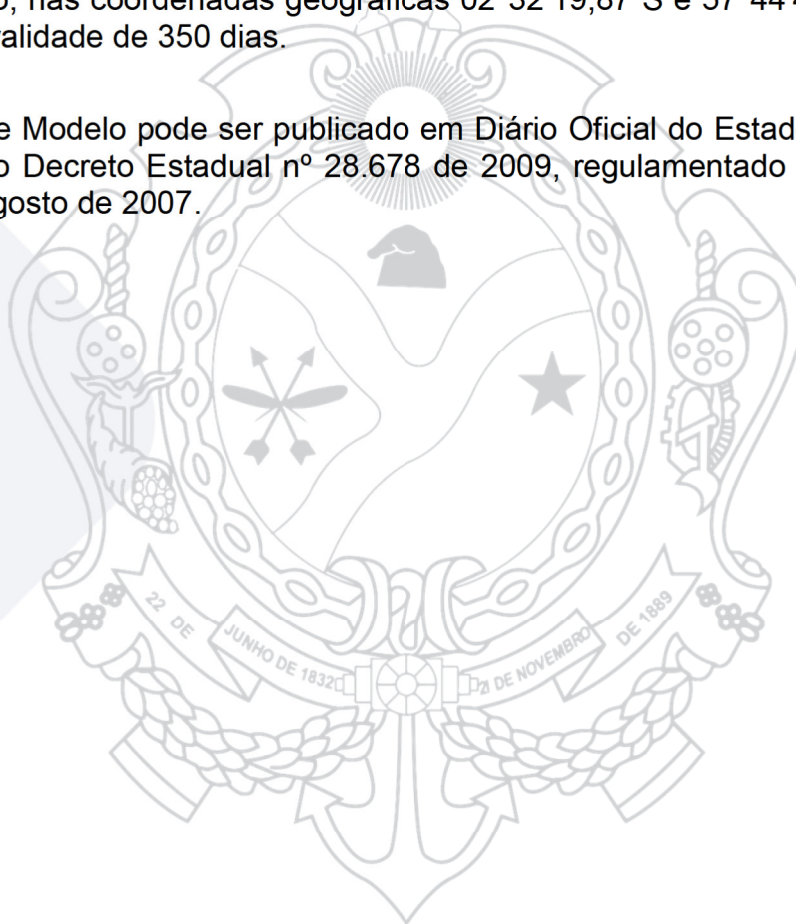 nas coordenadas geográficas 02 32 19,87 S e 57 44
validade de 350 dias.
e Modelo pode ser publicado em Diário Oficial do Estad
o Decreto Estadual nº 28.678 de 2009, regulamentado
gosto de 2007.
22 DE JUNHO DE 1832
21 DE NOVEMBRO DE 1889